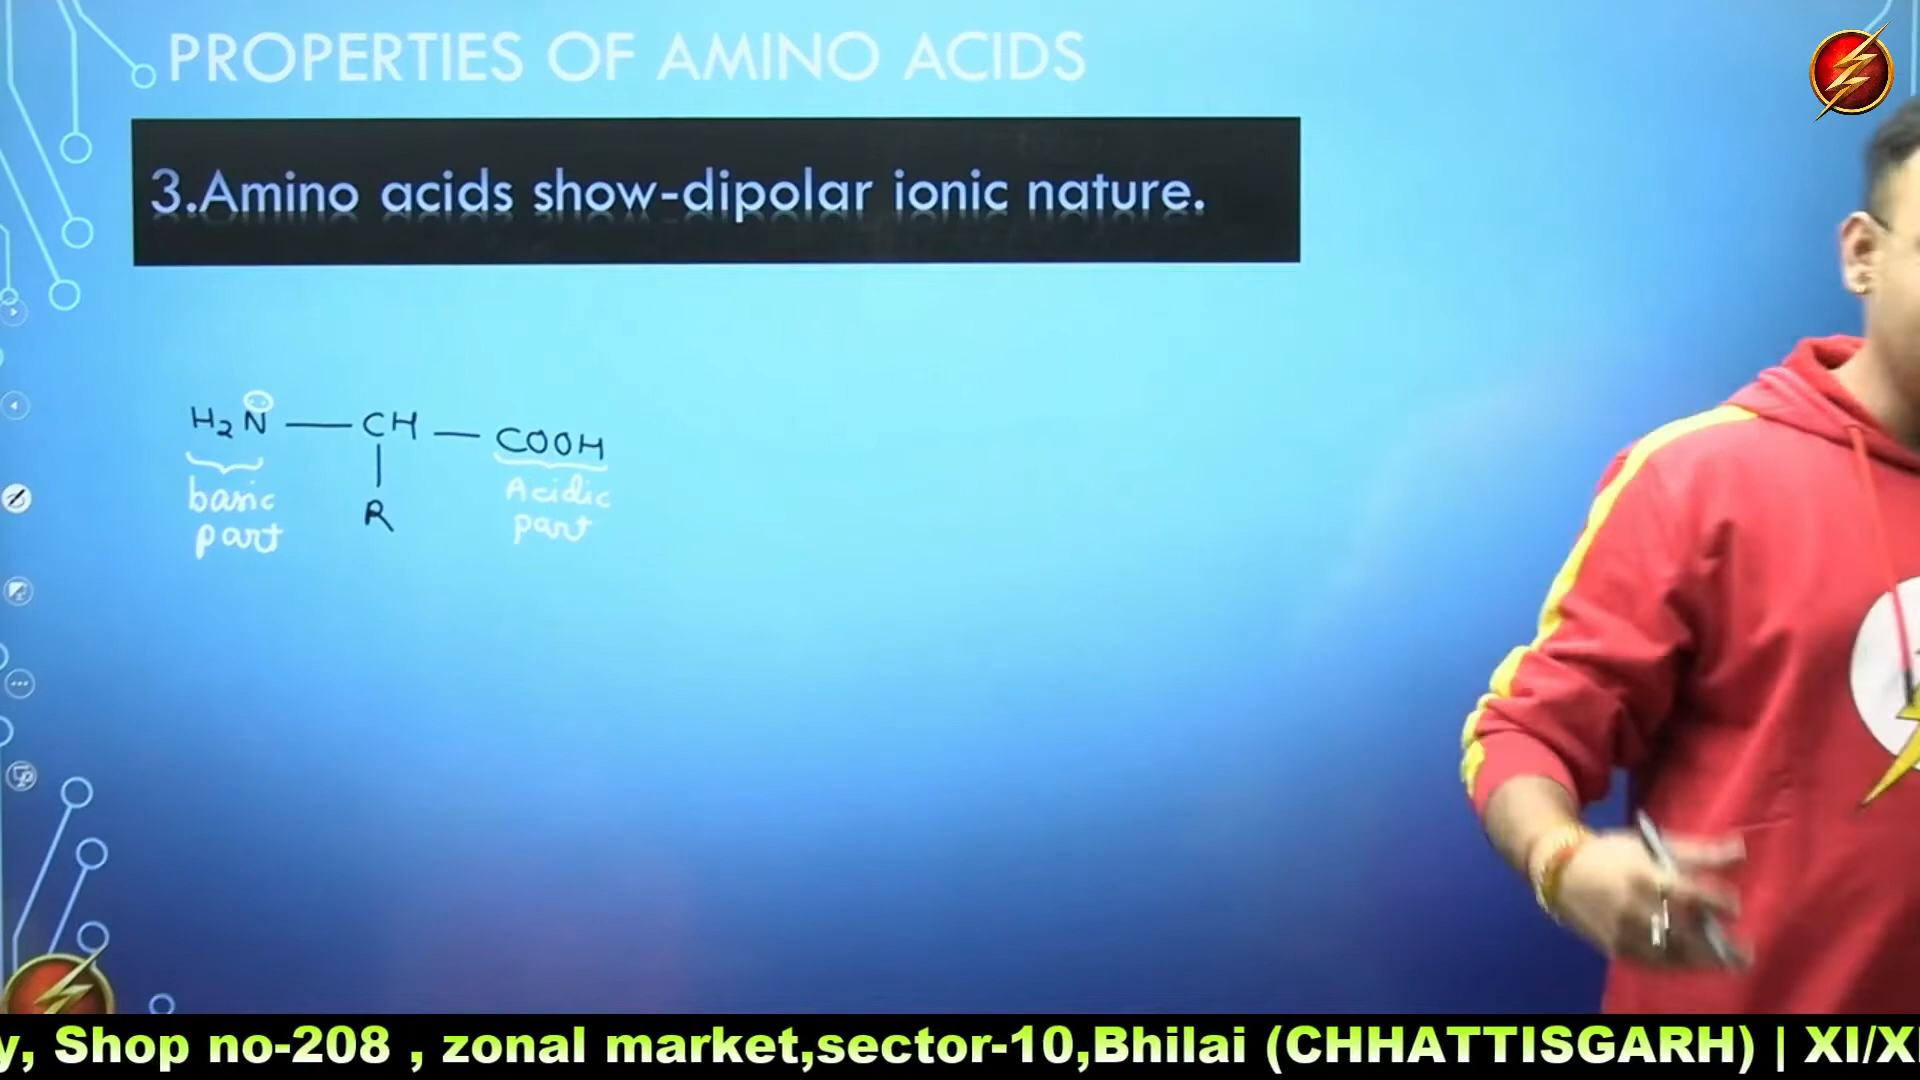 PROPERTIES OF AMINO ACIDS
3.Amino acids show-dipolar ionic nature.
H₂N̈ — CH — COOH
R
basic
part
Acidic
part
y, Shop no-208 , zonal market,sector-10,Bhilai (CHHATTISGARH) | XI/XI